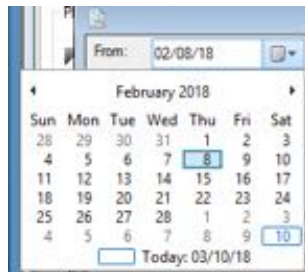 From: 02/08/18
February 2018
Sun Mon Tue Wed Thu Fri Sat
28 29 30 31 1 2 3
4 5 6 7 8 9 10
11 12 13 14 15 16 17
18 19 20 21 22 23 24
25 26 27 28 1 2 3
4 5 6 7 8 9 10
Today: 03/10/18